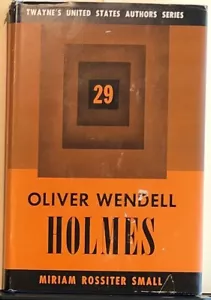 TWAYNE'S UNITED STATES AUTHORS SERIES
29
OLIVER WENDELL
HOLMES
MIRIAM ROSSITER SMALL